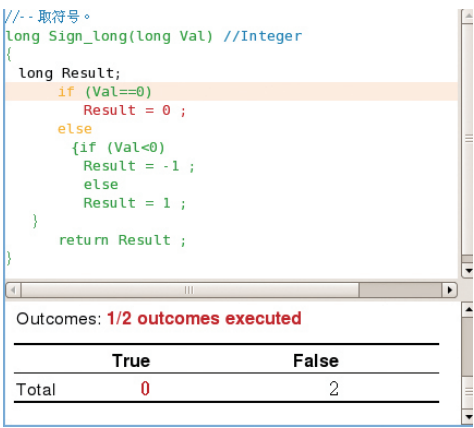 //-- 取符号。
long Sign_long(long Val) //Integer
{
long Result;
if (Val==0)
Result = 0 ;
else
{if (Val<0)
Result = -1 ;
else
Result = 1 ;
}
return Result ;
}
Outcomes: 1/2 outcomes executed
True False
Total 0 2